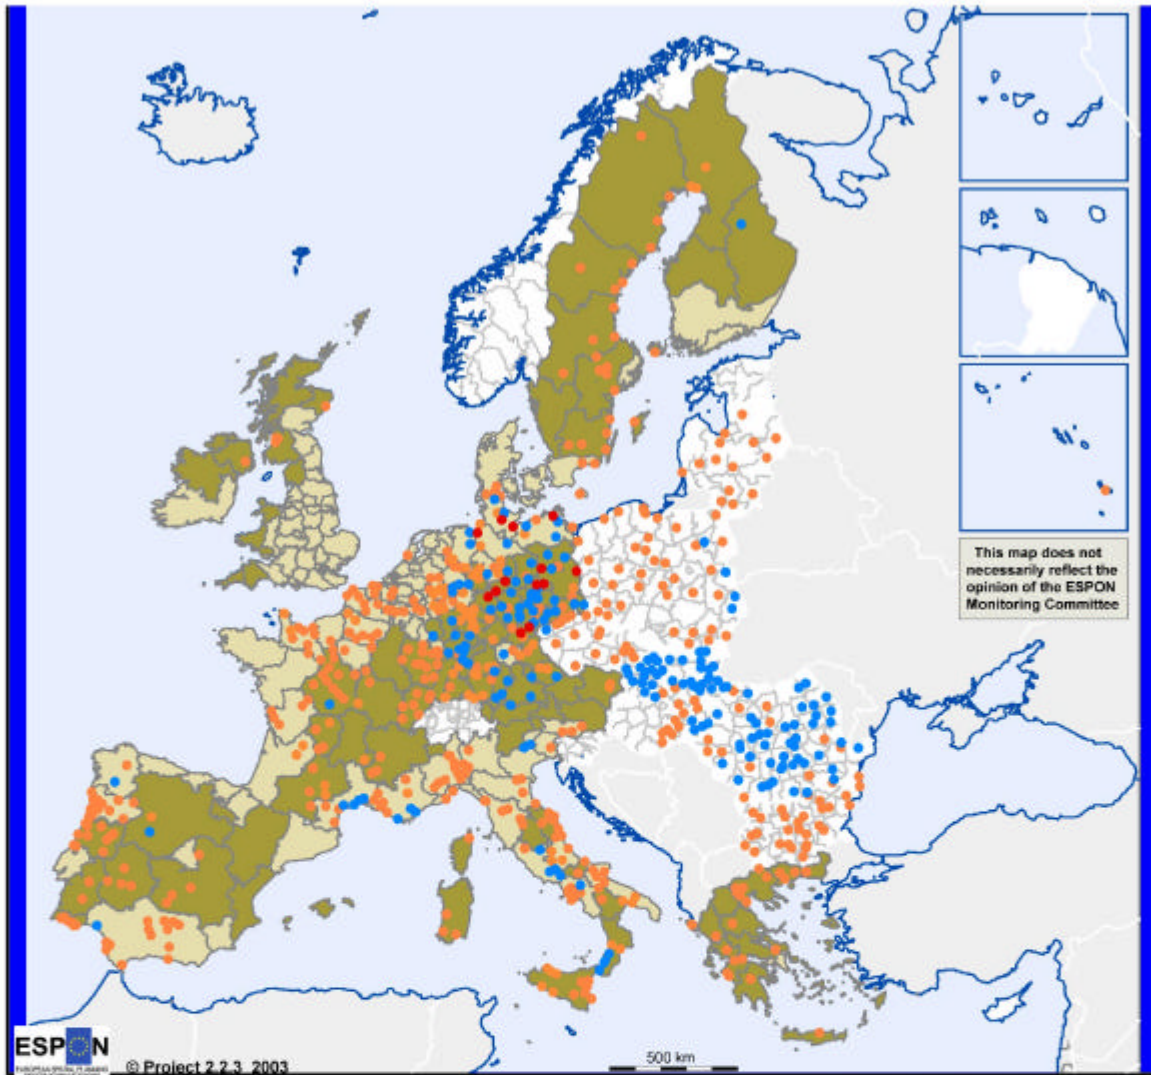 This map does not
necessarily reflect the
opinion of the ESPON
Monitoring Committee
ESPON
© Project 2.2.3 2003
500 km